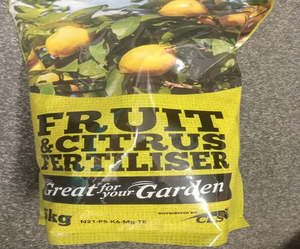 FRUIT
& CITRUS
FERTILISER
Great for your Garden
kg